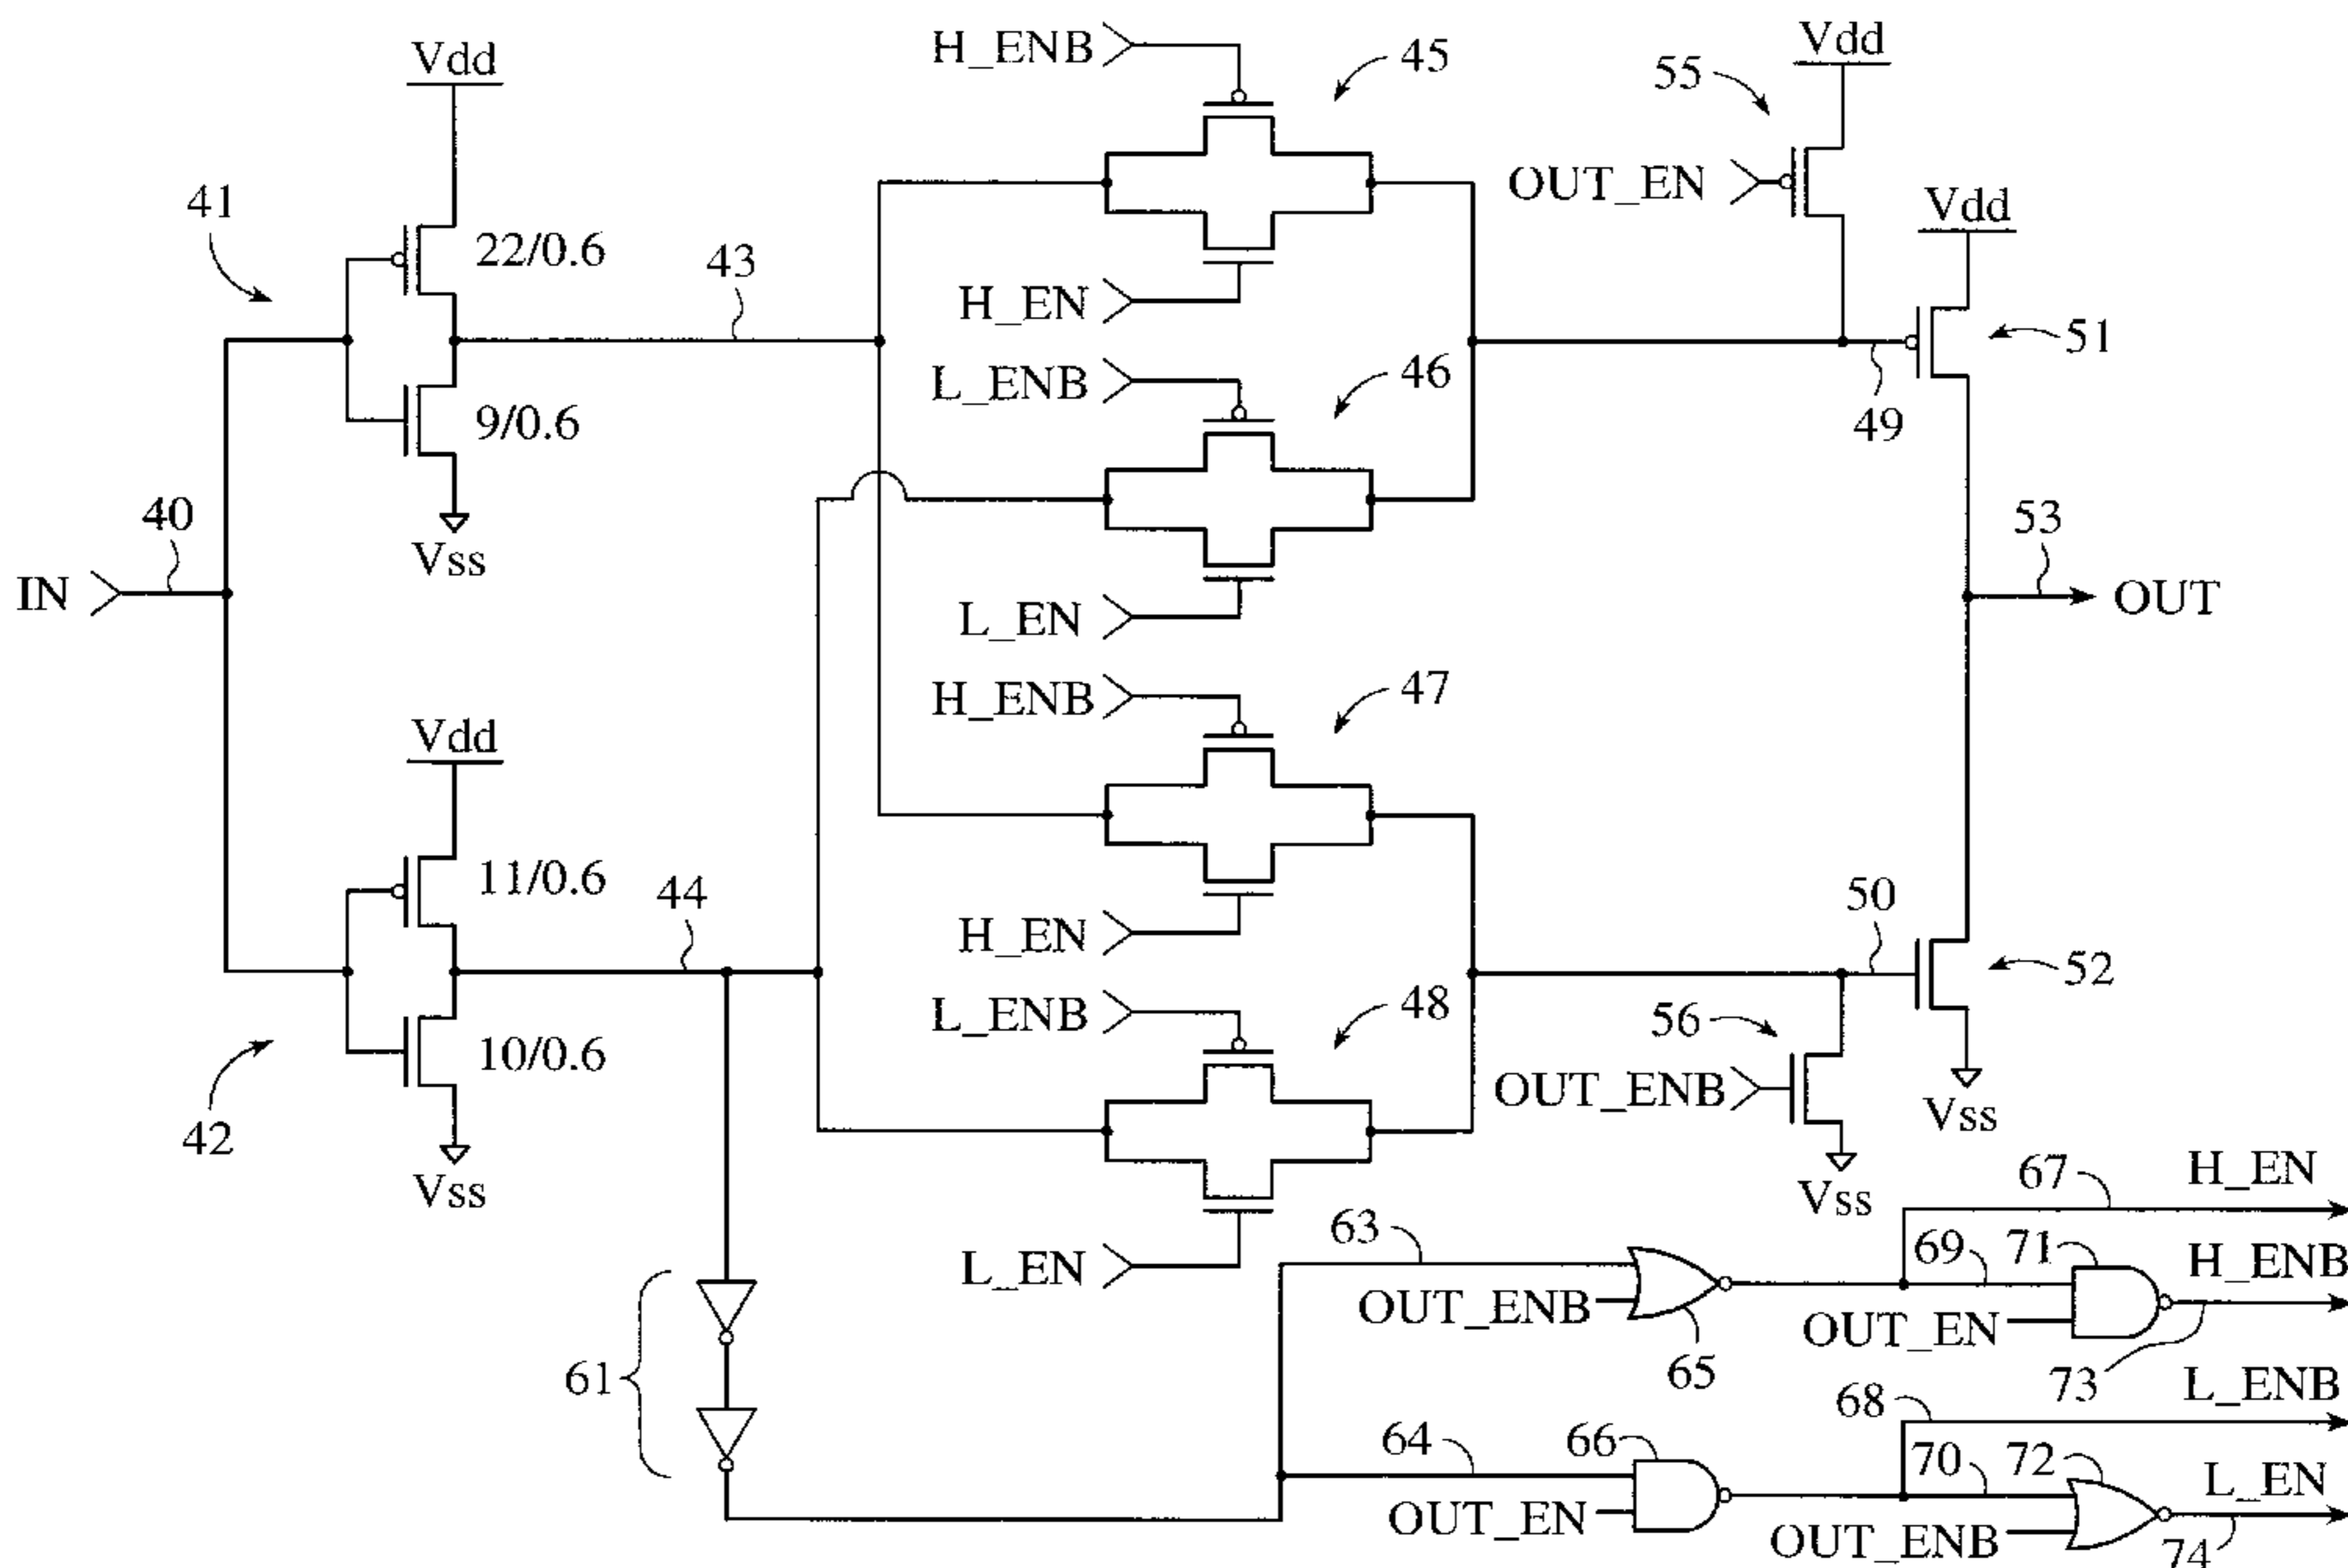 Vdd
H_ENB
45
Vdd
55
41
22/0.6
OUT_EN
Vdd
43
H_EN
51
L_ENB
46
9/0.6
49
40
Vss
53
IN
OUT
L_EN
47
H_ENB
Vdd
11/0.6
44
50
H_EN
52
L_ENB
48
56
10/0.6
OUT_ENB
42
Vss
Vss
67
H_EN
Vss
63
69
71
H_ENB
L_EN
OUT_ENB
OUT_EN
61
65
73
L_ENB
68
64
66
70
72
L_EN
OUT_EN
OUT_ENB
74